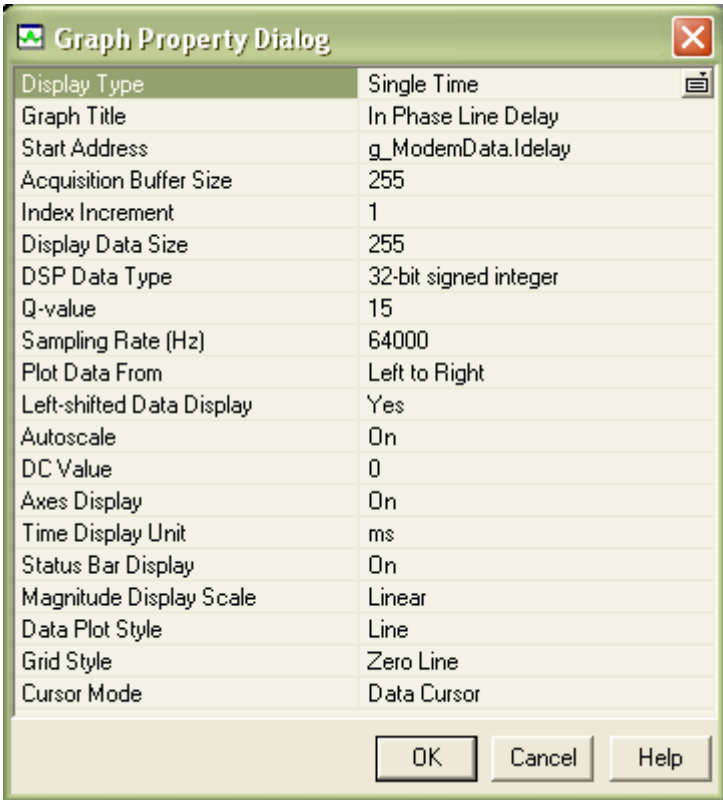 Graph Property Dialog
Display Type Single Time
Graph Title In Phase Line Delay
Start Address g_ModemData.Idelay
Acquisition Buffer Size 255
Index Increment 1
Display Data Size 255
DSP Data Type 32-bit signed integer
Q-value 15
Sampling Rate (Hz) 64000
Plot Data From Left to Right
Left-shifted Data Display Yes
Autoscale On
DC Value 0
Axes Display On
Time Display Unit ms
Status Bar Display On
Magnitude Display Scale Linear
Data Plot Style Line
Grid Style Zero Line
Cursor Mode Data Cursor
OK Cancel Help